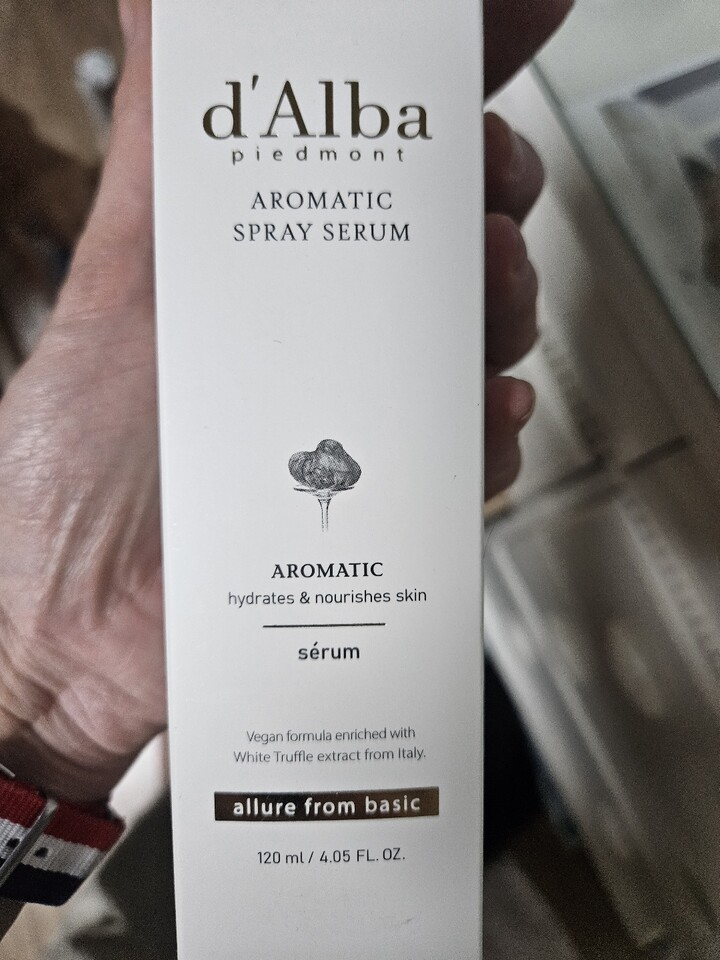 d'Alba
piedmont
AROMATIC
SPRAY SERUM
AROMATIC
hydrates & nourishes skin
sérum
Vegan formula enriched with
White Truffle extract from Italy.
allure from basic
120 ml / 4.05 FL. OZ.